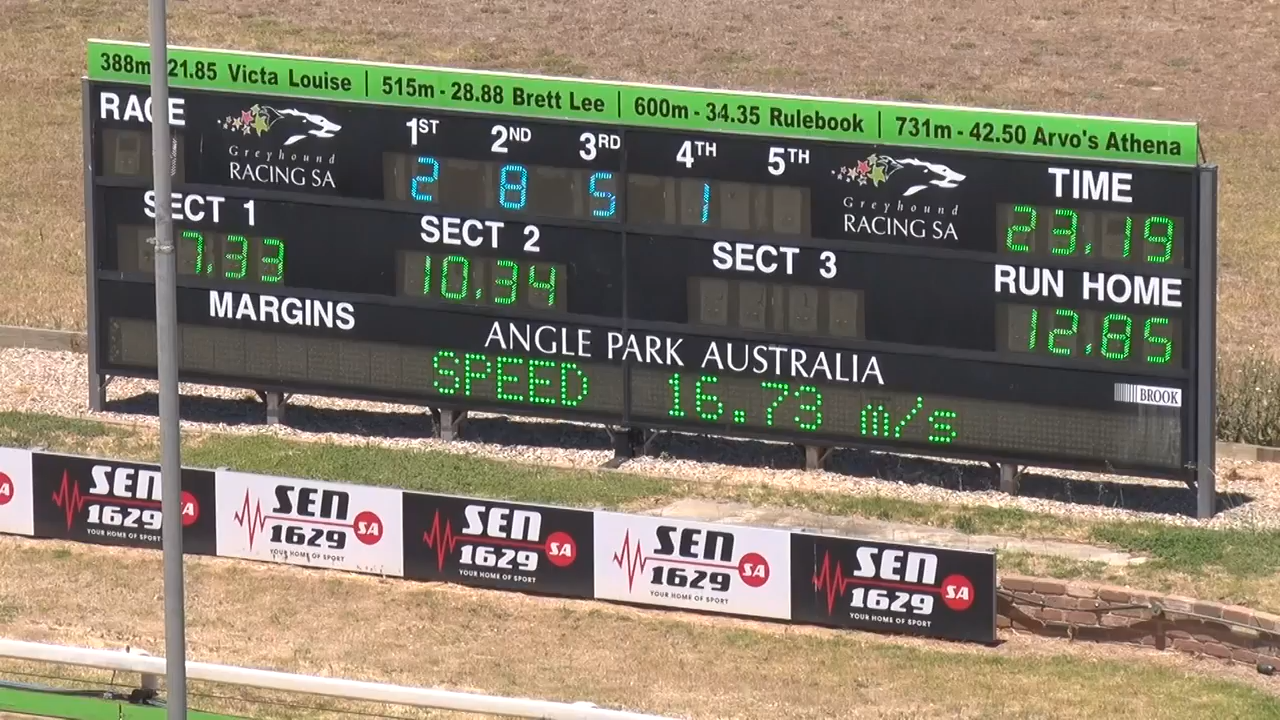 388m 21.85 Victa Louise | 515m - 28.88 Brett Lee | 600m - 34.35 Rulebook | 731m - 42.50 Arvo's Athena
RACE
Greyhound
RACING SA
1ST 2ND 3RD 4TH 5TH
2 8 5 1
Greyhound
RACING SA
TIME
23.19
SECT 1
7.33
SECT 2
10.34
SECT 3
RUN HOME
12.85
MARGINS
ANGLE PARK AUSTRALIA
SPEED 16.73 m/s
BROOK
SEN
1629
SA
YOUR HOME OF SPORT
SEN
1629
SA
YOUR HOME OF SPORT
SEN
1629
SA
YOUR HOME OF SPORT
SEN
1629
SA
YOUR HOME OF SPORT
SEN
1629
SA
YOUR HOME OF SPORT